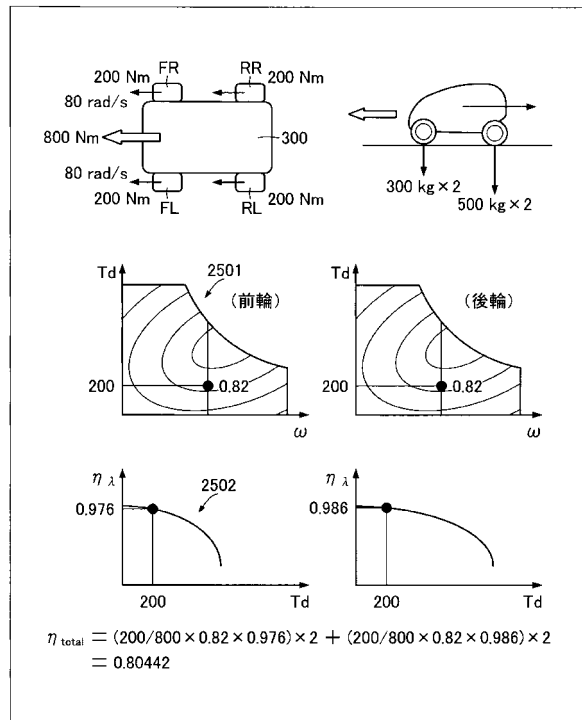 FR
RR
200 Nm
200 Nm
80 rad/s
800 Nm
300
80 rad/s
200 Nm
200 Nm
FL
RL
300 kg×2
500 kg×2
Td
2501
(前輪)
200
0.82
ω
Td
(後輪)
200
0.82
ω
η λ
2502
0.976
200
Td
η λ
0.986
200
Td
η total = (200/800×0.82×0.976)×2 + (200/800×0.82×0.986)×2
= 0.80442